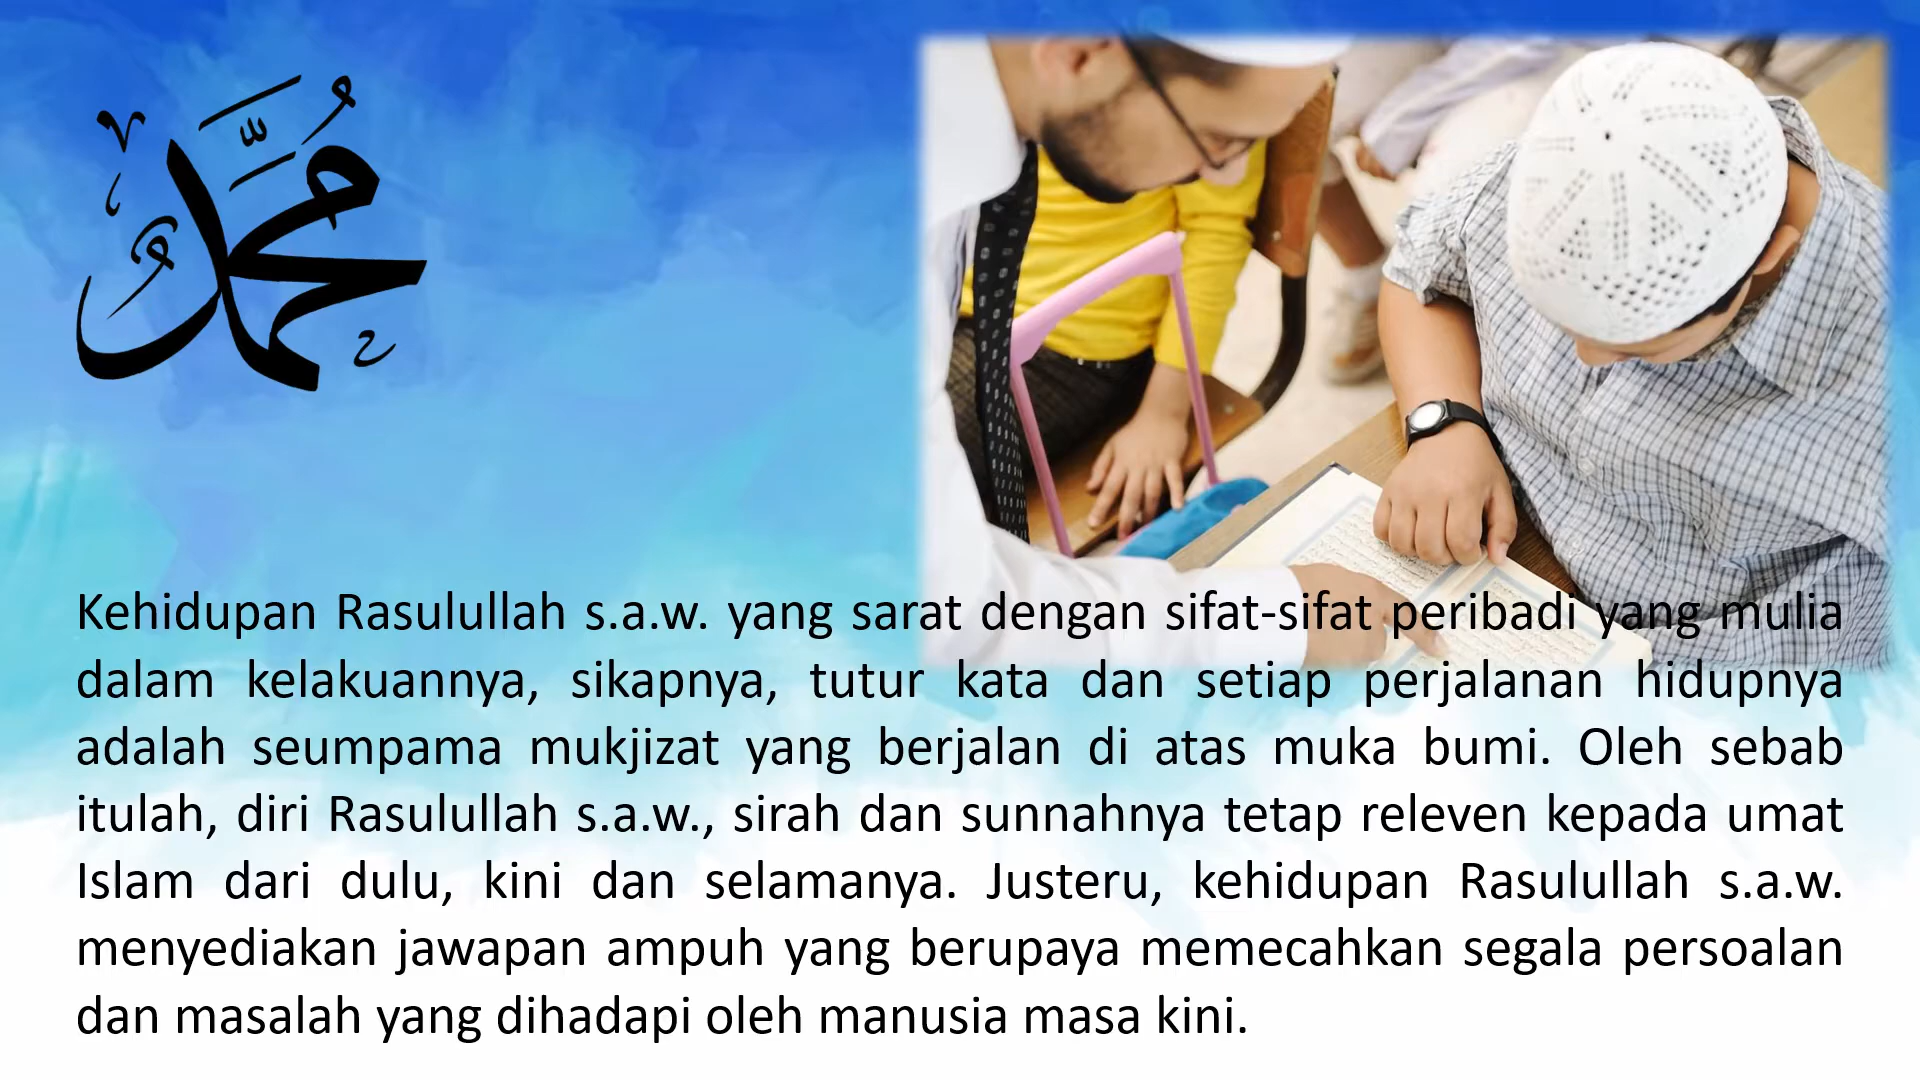 محمد
Kehidupan Rasulullah s.a.w. yang sarat dengan sifat-sifat peribadi yang mulia
dalam kelakuannya, sikapnya, tutur kata dan setiap perjalanan hidupnya
adalah seumpama mukjizat yang berjalan di atas muka bumi. Oleh sebab
itulah, diri Rasulullah s.a.w., sirah dan sunnahnya tetap releven kepada umat
Islam dari dulu, kini dan selamanya. Justeru, kehidupan Rasulullah s.a.w.
menyediakan jawapan ampuh yang berupaya memecahkan segala persoalan
dan masalah yang dihadapi oleh manusia masa kini.